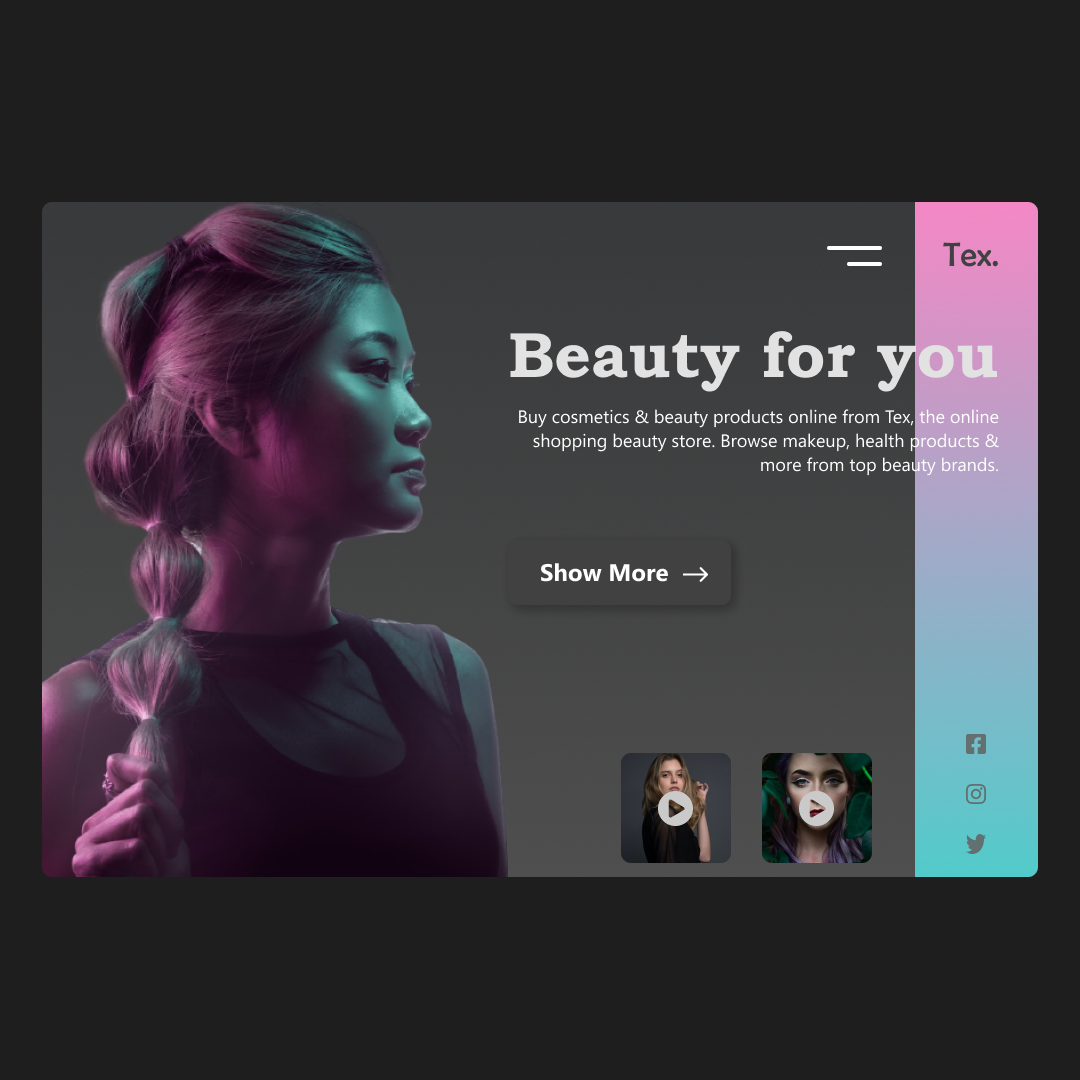 Tex.
Beauty for you
Buy cosmetics & beauty products online from Tex, the online
shopping beauty store. Browse makeup, health products &
more from top beauty brands.
Show More